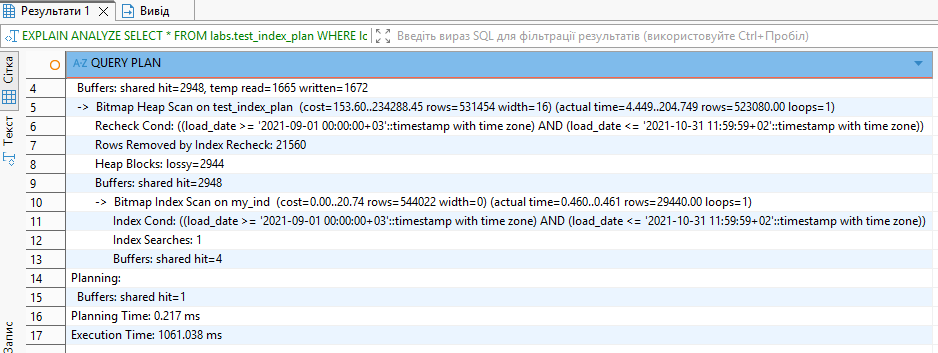 Результати 1
Вивід
EXPLAIN ANALYZE SELECT * FROM labs.test_index_plan WHERE lc
Введіть вираз SQL для фільтрації результатів (використовуйте Ctrl+Пробіл)
Сітка
Текст
Запис
A-Z QUERY PLAN
4 Buffers: shared hit=2948, temp read=1665 written=1672
5 -> Bitmap Heap Scan on test_index_plan (cost=153.60..234288.45 rows=531454 width=16) (actual time=4.449..204.749 rows=523080.00 loops=1)
6 Recheck Cond: ((load_date >= '2021-09-01 00:00:00+03'::timestamp with time zone) AND (load_date <= '2021-10-31 11:59:59+02'::timestamp with time zone))
7 Rows Removed by Index Recheck: 21560
8 Heap Blocks: lossy=2944
9 Buffers: shared hit=2948
10 -> Bitmap Index Scan on my_ind (cost=0.00..20.74 rows=544022 width=0) (actual time=0.460..0.461 rows=29440.00 loops=1)
11 Index Cond: ((load_date >= '2021-09-01 00:00:00+03'::timestamp with time zone) AND (load_date <= '2021-10-31 11:59:59+02'::timestamp with time zone))
12 Index Searches: 1
13 Buffers: shared hit=4
14 Planning:
15 Buffers: shared hit=1
16 Planning Time: 0.217 ms
17 Execution Time: 1061.038 ms